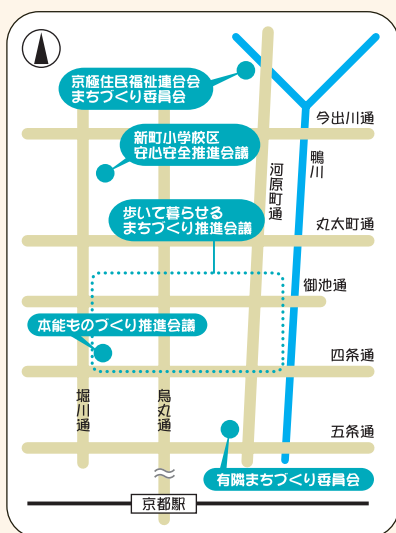 京極住民福祉連合会
まちづくり委員会
今出川通
新町小学校区
安心安全推進会議
鴨川
河原町通
歩いて暮らせる
まちづくり推進会議
丸太町通
御池通
本能ものづくり推進会議
四条通
堀川通
烏丸通
五条通
有隣まちづくり委員会
京都駅